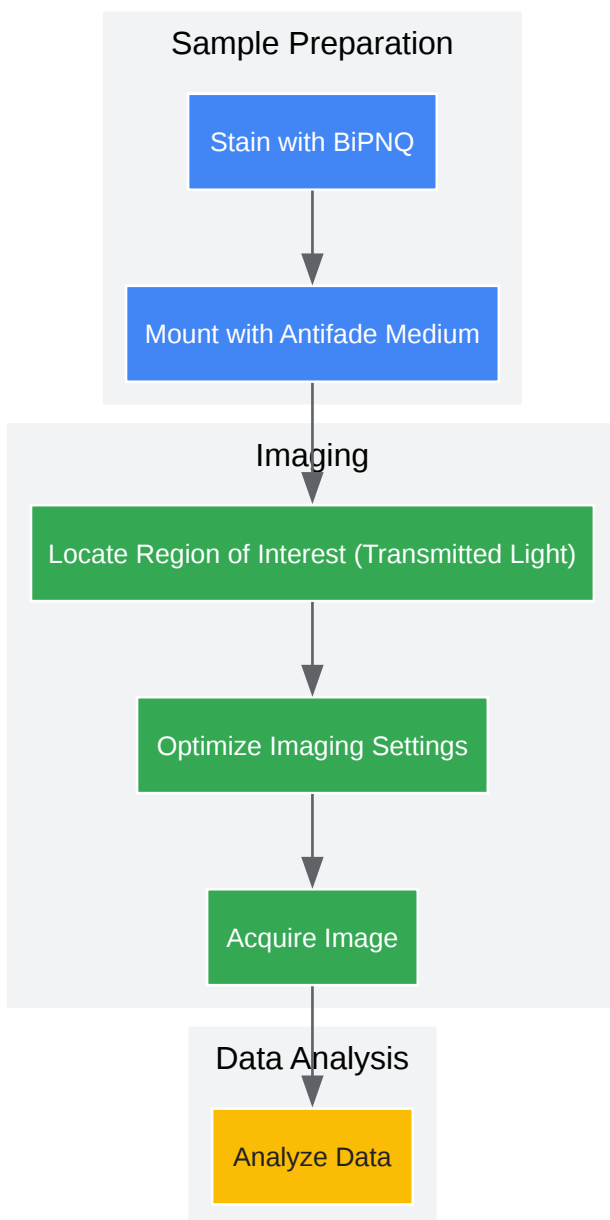 Sample Preparation
Stain with BiPNQ
Mount with Antifade Medium
Imaging
Locate Region of Interest (Transmitted Light)
Optimize Imaging Settings
Acquire Image
Data Analysis
Analyze Data